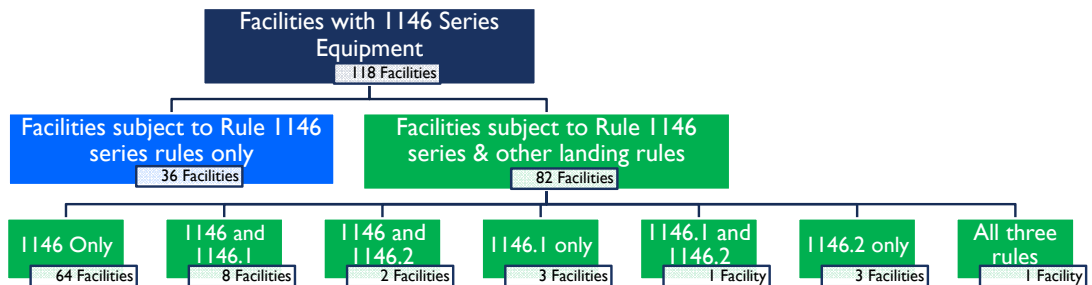 Facilities with 1146 Series
Equipment
118 Facilities
Facilities subject to Rule 1146
series rules only
36 Facilities
Facilities subject to Rule 1146
series & other landing rules
82 Facilities
1146 Only
64 Facilities
1146 and
1146.1
8 Facilities
1146 and
1146.2
2 Facilities
1146.1 only
3 Facilities
1146.1 and
1146.2
1 Facility
1146.2 only
3 Facilities
All three
rules
1 Facility